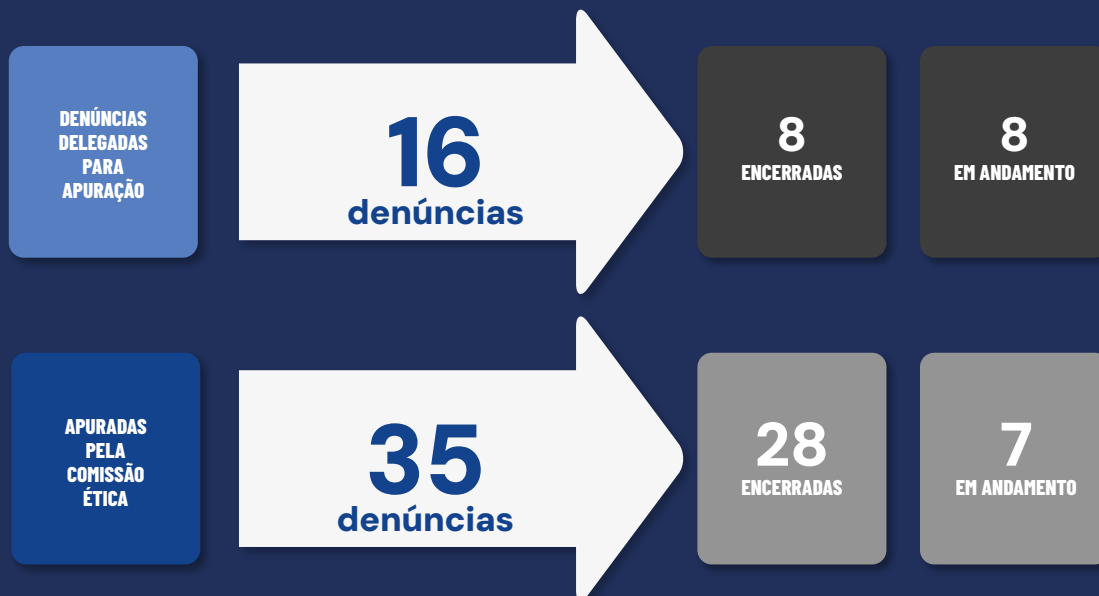 DENÚNCIAS
DELEGADAS
PARA
APURAÇÃO
16
denúncias
8
ENCERRADAS
8
EM ANDAMENTO
APURADAS
PELA
COMISSÃO
ÉTICA
35
denúncias
28
ENCERRADAS
7
EM ANDAMENTO